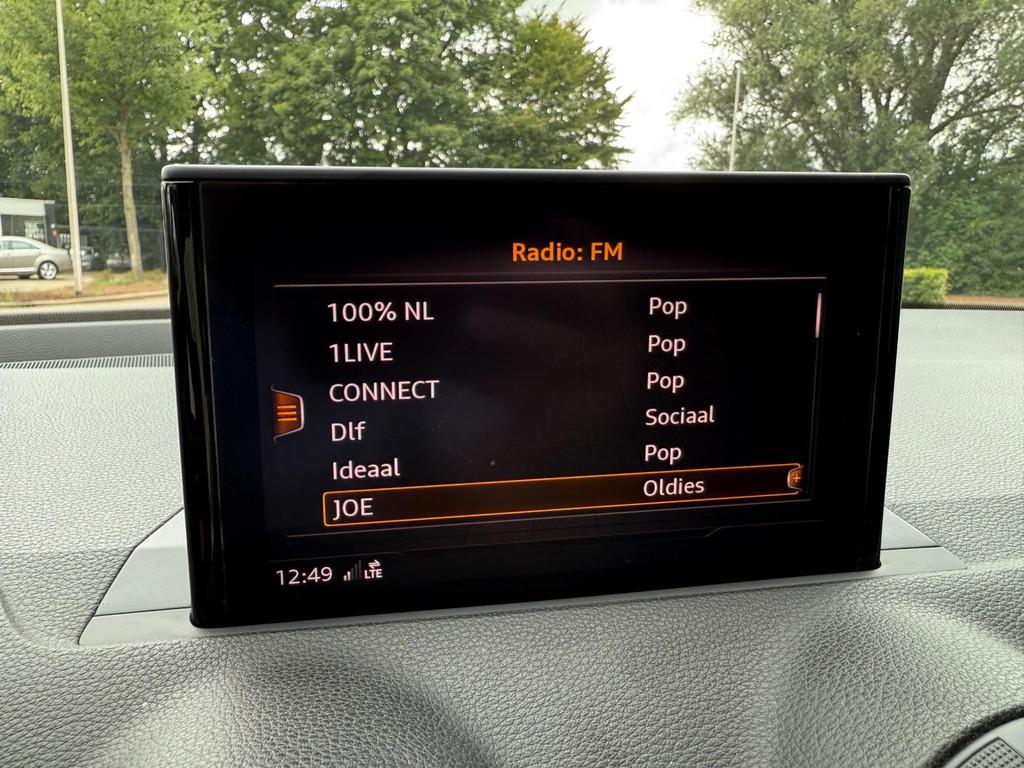 Radio: FM
100% NL Pop
1LIVE Pop
CONNECT Pop
Dlf Sociaal
Ideaal Pop
JOE Oldies
12:49 LTE